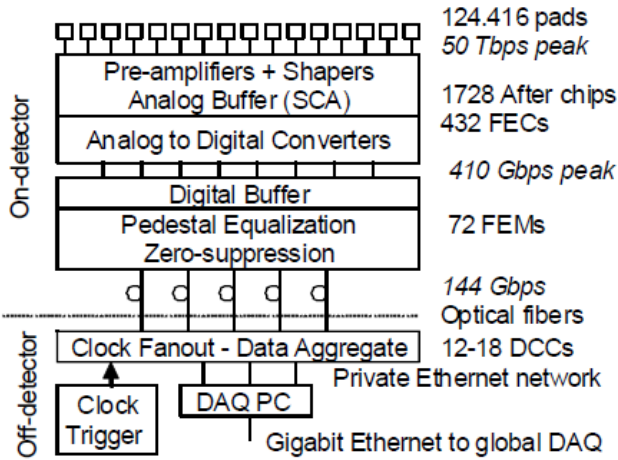 124.416 pads
50 Tbps peak
Pre-amplifiers + Shapers
Analog Buffer (SCA)
1728 After chips
Analog to Digital Converters
432 FECs
On-detector
410 Gbps peak
Digital Buffer
Pedestal Equalization
Zero-suppression
72 FEMs
144 Gbps
Optical fibers
Clock Fanout - Data Aggregate
12-18 DCCs
Off-detector
Private Ethernet network
Clock
Trigger
DAQ PC
Gigabit Ethernet to global DAQ